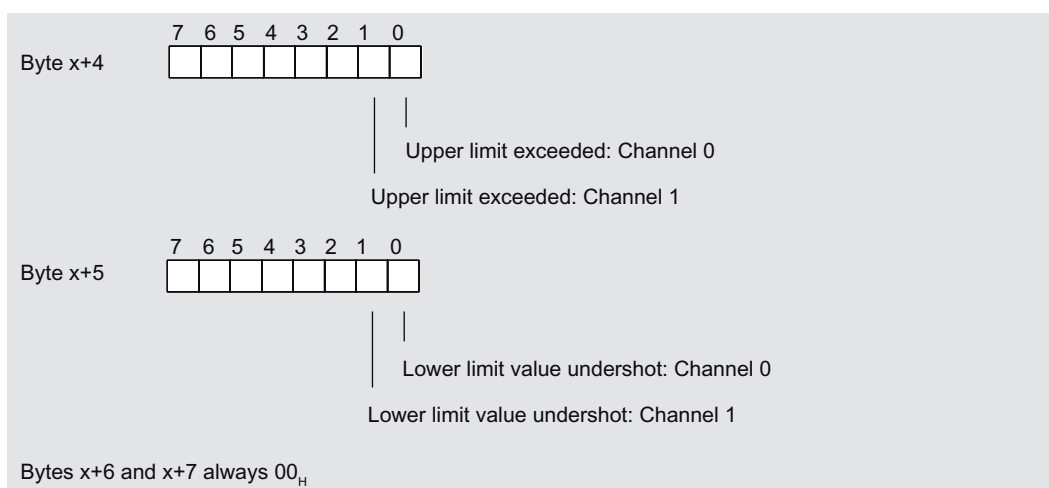 7 6 5 4 3 2 1 0
Byte x+4
Upper limit exceeded: Channel 0
Upper limit exceeded: Channel 1
7 6 5 4 3 2 1 0
Byte x+5
Lower limit value undershot: Channel 0
Lower limit value undershot: Channel 1
Bytes x+6 and x+7 always 00H